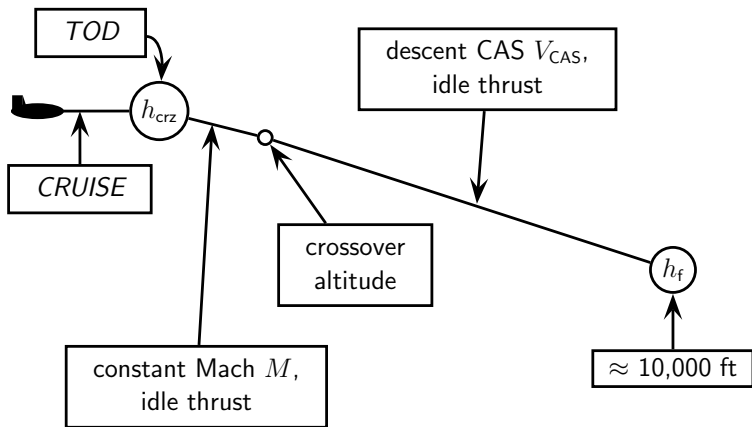 TOD
descent CAS V_CAS,
idle thrust
h_crz
CRUISE
crossover
altitude
h_f
constant Mach M,
idle thrust
≈ 10,000 ft